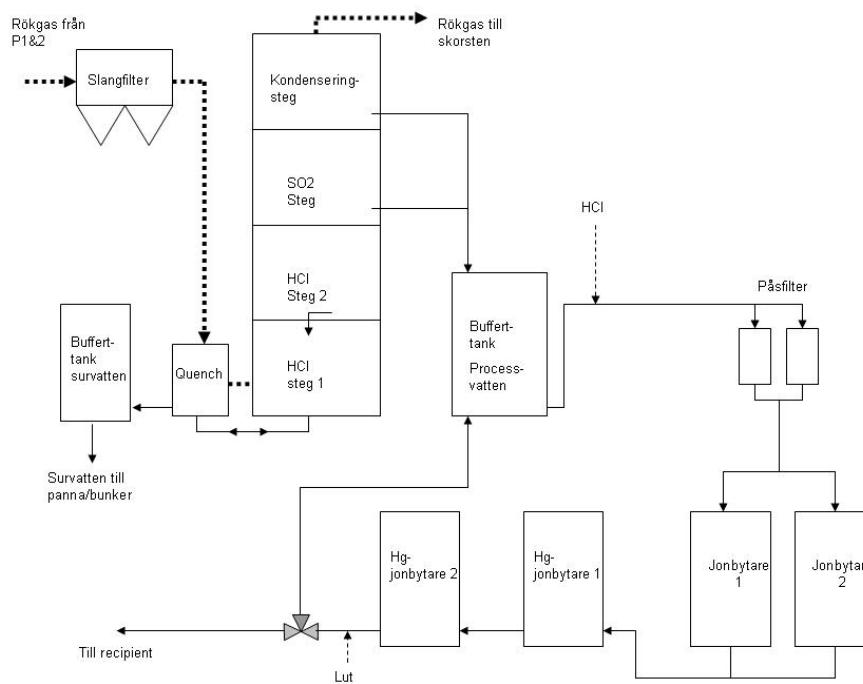 Rökgas från
P1&2
Rökgas till
skorsten
Slangfilter
Kondensering-
steg
SO2
Steg
HCl
HCl
Steg 2
Påsfilter
Buffert-
tank
survatten
Quench
HCl
steg 1
Buffert-
tank
Process-
vatten
Survatten till
panna/bunker
Hg-
jonbytare 2
Hg-
jonbytare 1
Jonbytare
1
Jonbytare
2
Till recipient
Lut